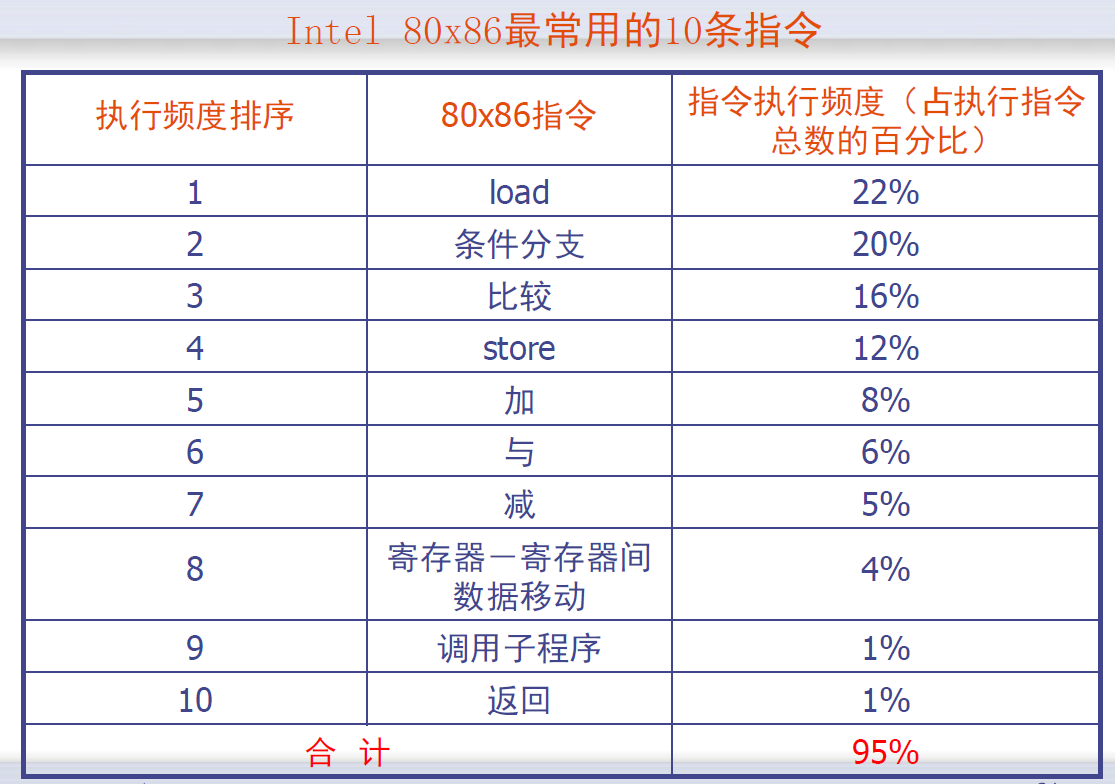 Intel 80x86最常用的10条指令
执行频度排序 80x86指令 指令执行频度（占执行指令
总数的百分比）
1 load 22%
2 条件分支 20%
3 比较 16%
4 store 12%
5 加 8%
6 与 6%
7 减 5%
8 寄存器－寄存器间
数据移动 4%
9 调用子程序 1%
10 返回 1%
合 计 95%